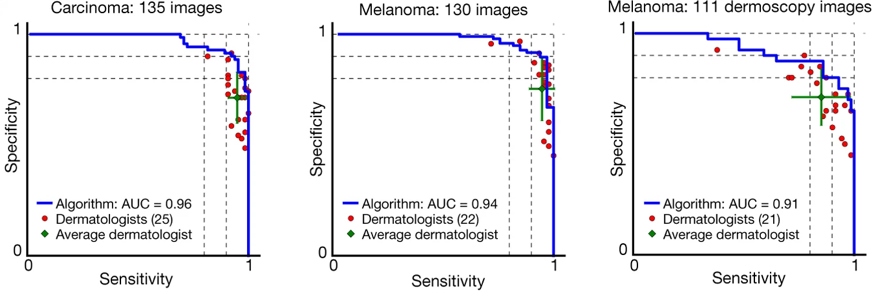 Carcinoma: 135 images
1
Specificity
Algorithm: AUC = 0.96
Dermatologists (25)
Average dermatologist
0
0
1
Sensitivity
Melanoma: 130 images
1
Specificity
Algorithm: AUC = 0.94
Dermatologists (22)
Average dermatologist
0
0
1
Sensitivity
Melanoma: 111 dermoscopy images
1
Specificity
Algorithm: AUC = 0.91
Dermatologists (21)
Average dermatologist
0
0
1
Sensitivity